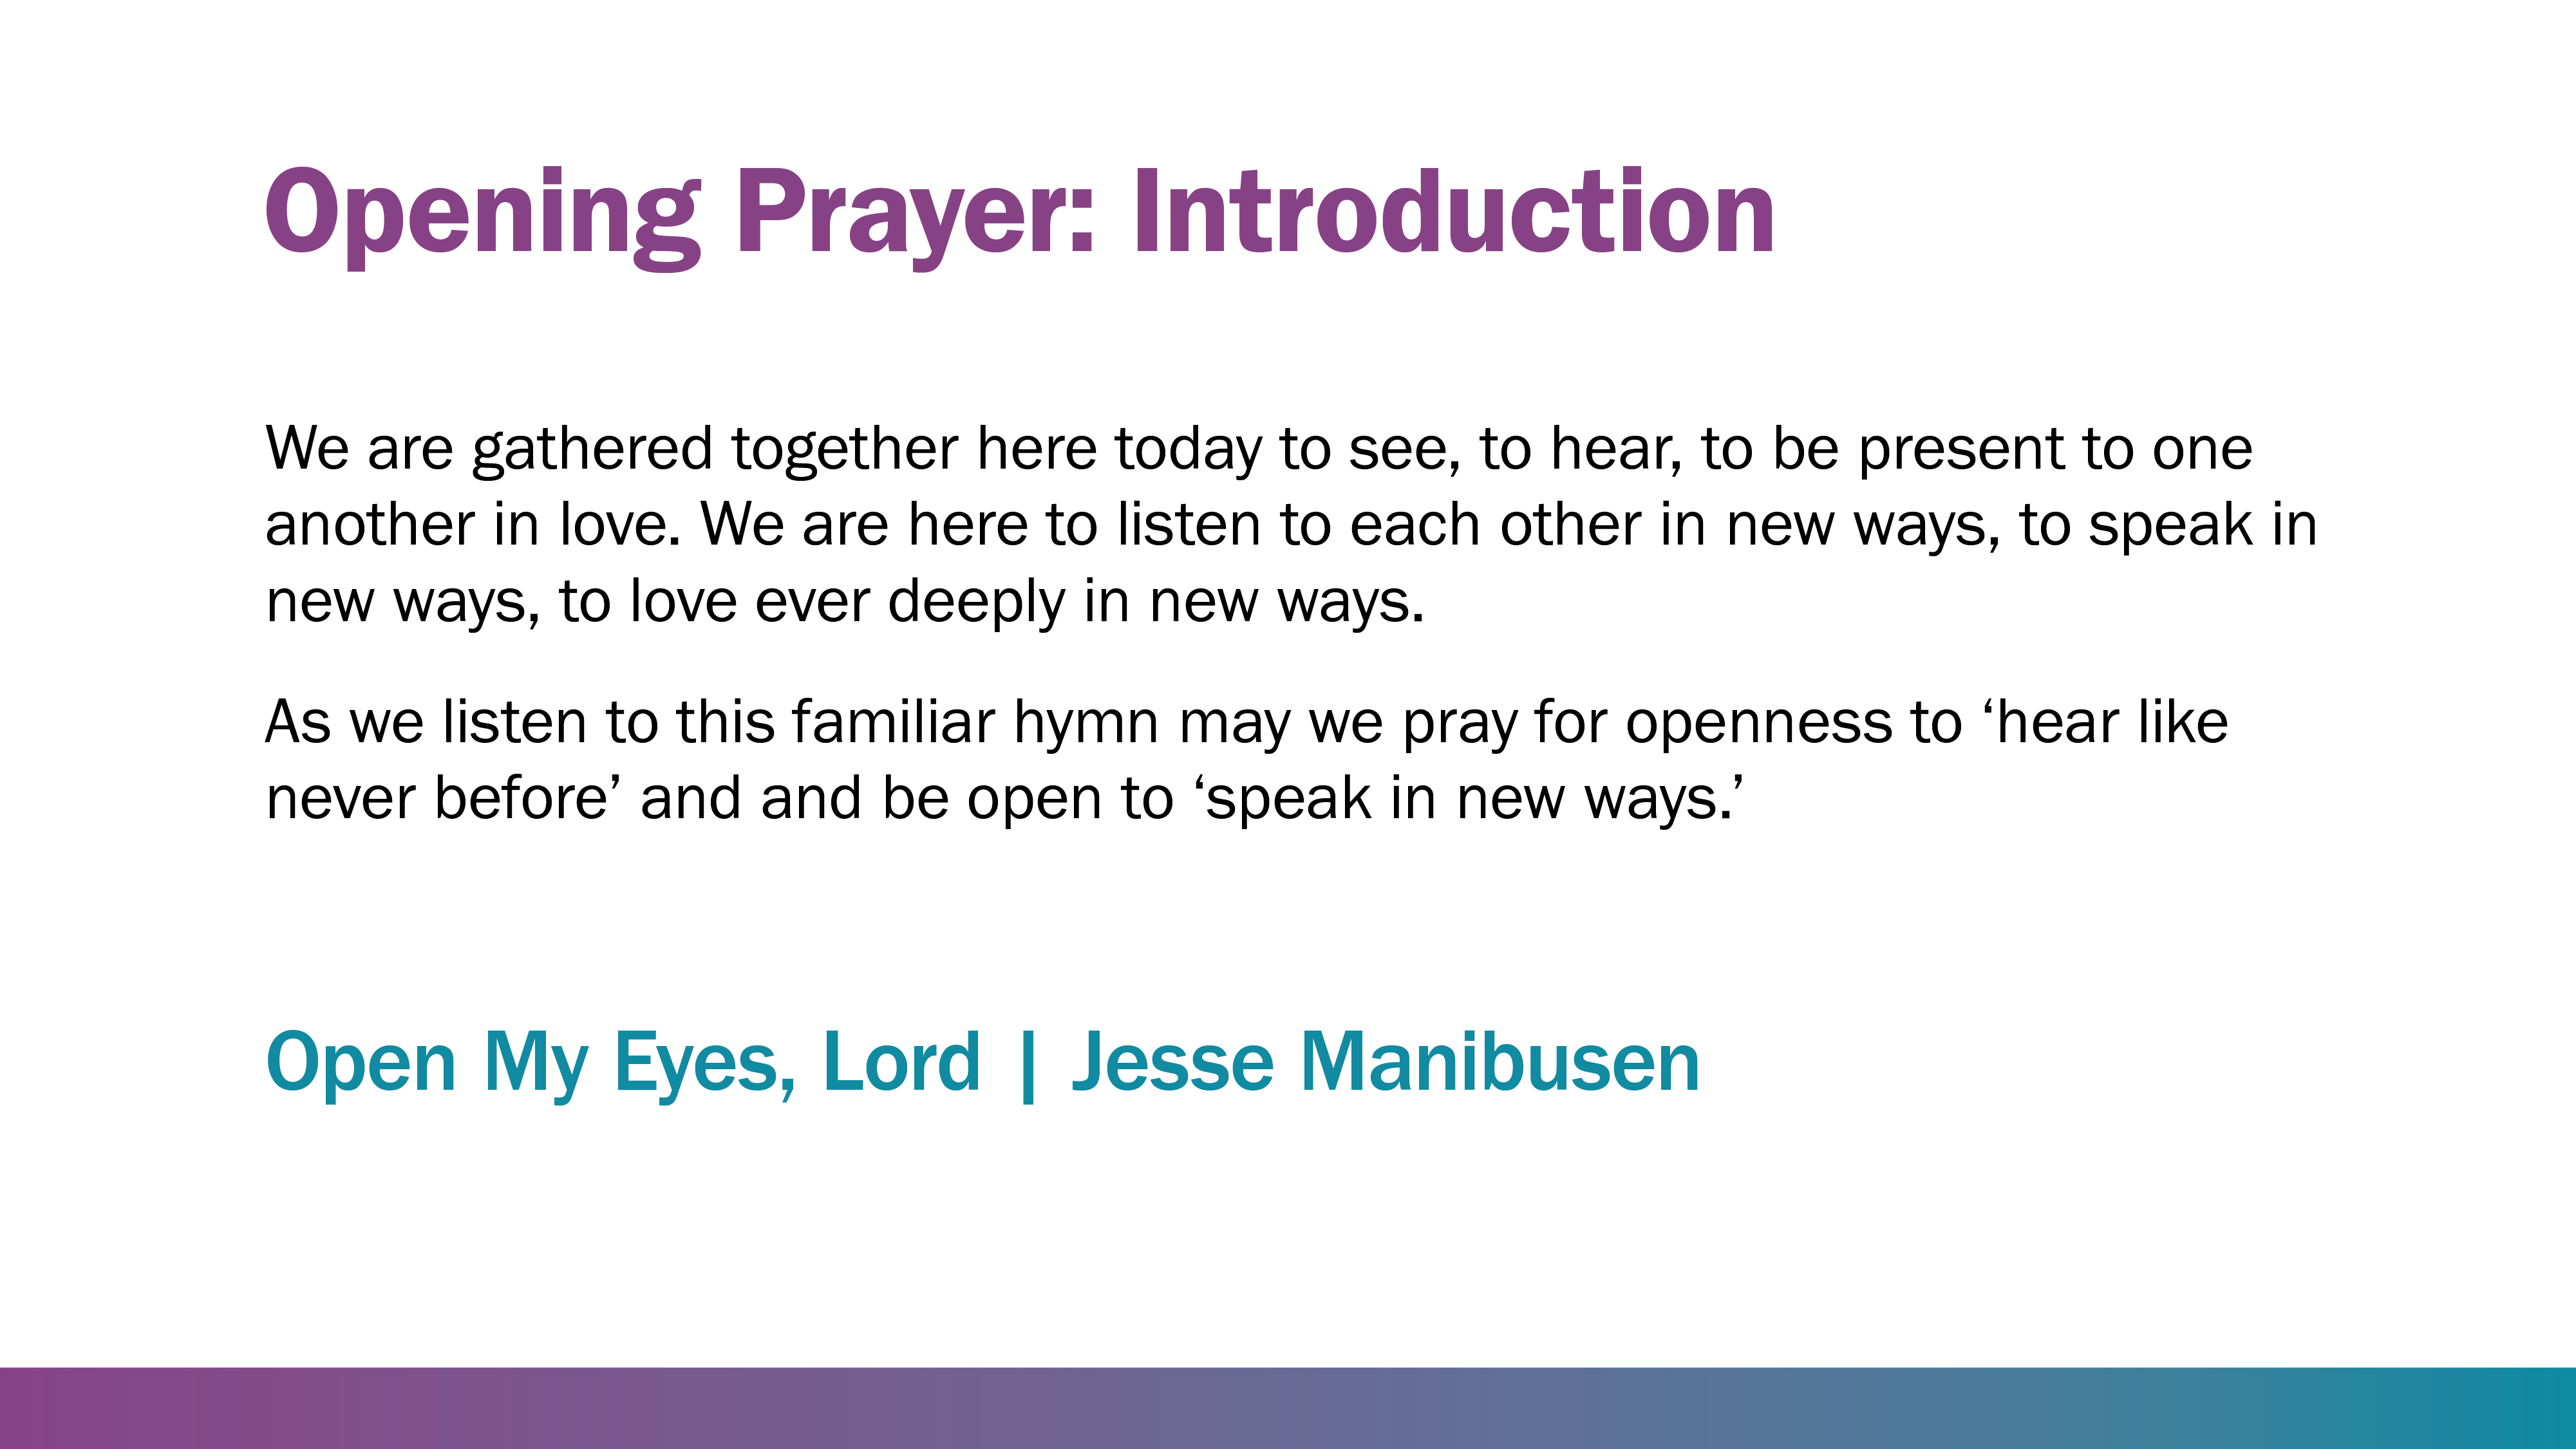 Opening Prayer: Introduction
We are gathered together here today to see, to hear, to be present to one
another in love. We are here to listen to each other in new ways, to speak in
new ways, to love ever deeply in new ways.
As we listen to this familiar hymn may we pray for openness to ‘hear like
never before’ and and be open to ‘speak in new ways.’
Open My Eyes, Lord | Jesse Manibusen